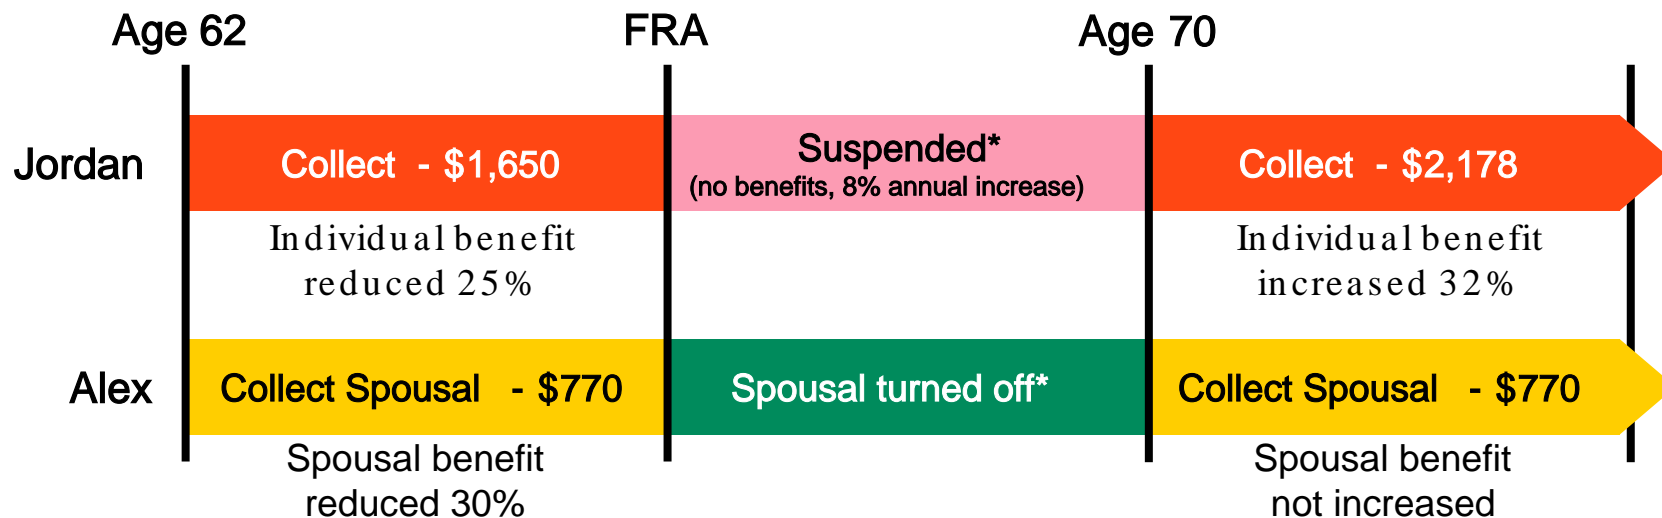 Age 62 FRA Age 70
Jordan Collect - $1,650 Suspended* Collect - $2,178
(no benefits, 8% annual increase)
Individual benefit Individual benefit
reduced 25% increased 32%
Alex Collect Spousal - $770 Spousal turned off* Collect Spousal - $770
Spousal benefit Spousal benefit
reduced 30% not increased